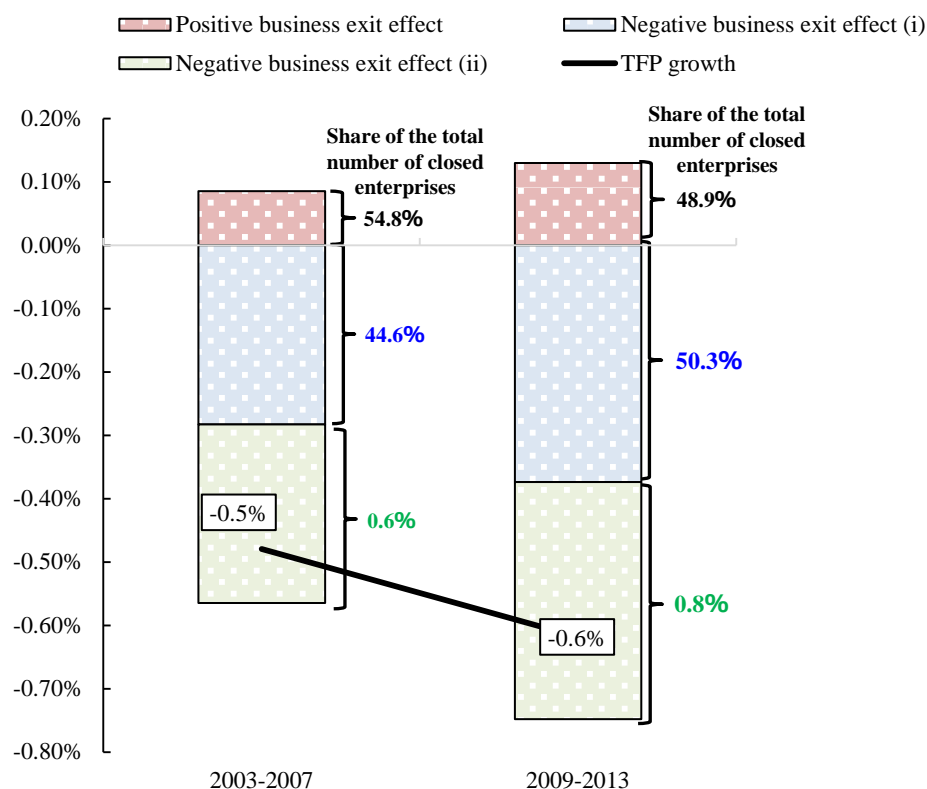 Positive business exit effect
Negative business exit effect (i)
Negative business exit effect (ii)
TFP growth
0.20%
0.10%
0.00%
-0.10%
-0.20%
-0.30%
-0.40%
-0.50%
-0.60%
-0.70%
-0.80%
Share of the total
number of closed
enterprises
54.8%
44.6%
0.6%
-0.5%
Share of the total
number of closed
enterprises
48.9%
50.3%
0.8%
-0.6%
2003-2007
2009-2013